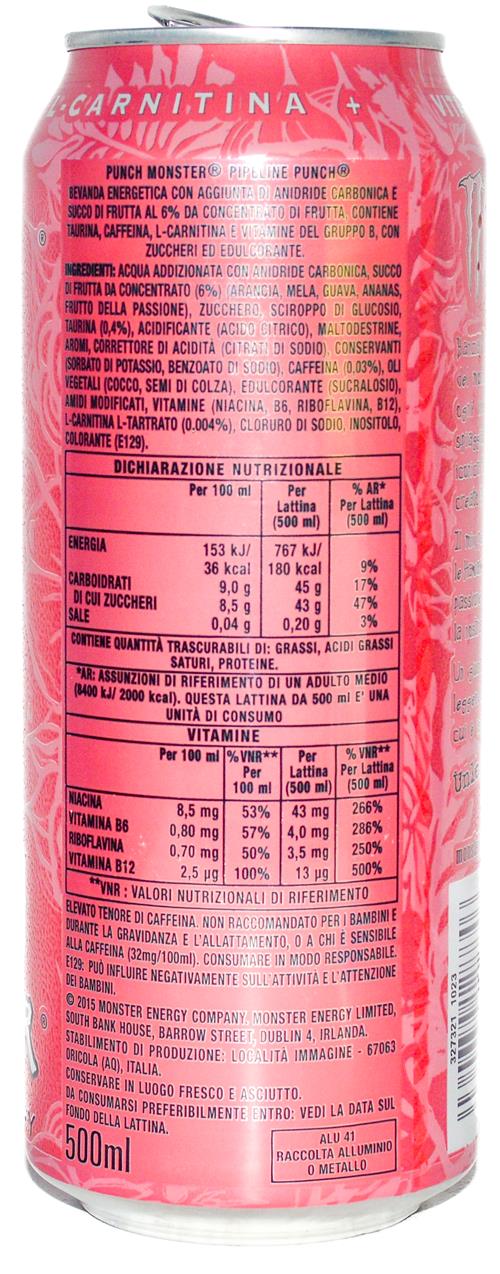 L-CARNITINA +
PUNCH MONSTER® PIPELINE PUNCH®
BEVANDA ENERGETICA CON AGGIUNTA DI ANIDRIDE CARBONICA E
SUCCO DI FRUTTA AL 6% DA CONCENTRATO DI FRUTTA, CONTIENE
TAURINA, CAFFEINA, L-CARNITINA E VITAMINE DEL GRUPPO B, CON
ZUCCHERI ED EDULCORANTE.
INGREDIENTI: ACQUA ADDIZIONATA CON ANIDRIDE CARBONICA, SUCCO
DI FRUTTA DA CONCENTRATO (6%) (ARANCIA, MELA, GUAVA, ANANAS,
FRUTTO DELLA PASSIONE), ZUCCHERO, SCIROPPO DI GLUCOSIO,
TAURINA (0,4%), ACIDIFICANTE (ACIDO CITRICO), MALTODESTRINE,
AROMI, CORRETTORE DI ACIDITÀ (CITRATI DI SODIO), CONSERVANTI
(SORBATO DI POTASSIO, BENZOATO DI SODIO), CAFFEINA (0.03%), OLI
VEGETALI (COCCO, SEMI DI COLZA), EDULCORANTE (SUCRALOSIO),
AMIDI MODIFICATI, VITAMINE (NIACINA, B6, RIBOFLAVINA, B12),
L-CARNITINA L-TARTRATO (0.004%), CLORURO DI SODIO, INOSITOLO,
COLORANTE (E129).
DICHIARAZIONE NUTRIZIONALE
Per 100 ml Per Lattina (500 ml) % AR* Per Lattina (500 ml)
ENERGIA 153 kJ/ 767 kJ/
36 kcal 180 kcal 9%
CARBOIDRATI 9,0 g 45 g 17%
DI CUI ZUCCHERI 8,5 g 43 g 47%
SALE 0,04 g 0,20 g 3%
CONTIENE QUANTITÀ TRASCURABILI DI: GRASSI, ACIDI GRASSI
SATURI, PROTEINE.
*AR: ASSUNZIONI DI RIFERIMENTO DI UN ADULTO MEDIO
(8400 kJ/ 2000 kcal). QUESTA LATTINA DA 500 ml E' UNA
UNITÀ DI CONSUMO
VITAMINE
Per 100 ml %VNR** Per 100 ml Per Lattina (500 ml) % VNR** Per Lattina (500 ml)
NIACINA 8,5 mg 53% 43 mg 266%
VITAMINA B6 0,80 mg 57% 4,0 mg 286%
RIBOFLAVINA 0,70 mg 50% 3,5 mg 250%
VITAMINA B12 2,5 µg 100% 13 µg 500%
**VNR : VALORI NUTRIZIONALI DI RIFERIMENTO
ELEVATO TENORE DI CAFFEINA. NON RACCOMANDATO PER I BAMBINI E
DURANTE LA GRAVIDANZA E L'ALLATTAMENTO, O A CHI È SENSIBILE
ALLA CAFFEINA (32mg/100ml). CONSUMARE IN MODO RESPONSABILE.
E129: PUÒ INFLUIRE NEGATIVAMENTE SULL'ATTIVITÀ E L'ATTENZIONE
DEI BAMBINI.
© 2015 MONSTER ENERGY COMPANY. MONSTER ENERGY LIMITED,
SOUTH BANK HOUSE, BARROW STREET, DUBLIN 4, IRLANDA.
STABILIMENTO DI PRODUZIONE: LOCALITÀ IMMAGINE - 67063
ORICOLA (AQ), ITALIA.
CONSERVARE IN LUOGO FRESCO E ASCIUTTO.
DA CONSUMARSI PREFERIBILMENTE ENTRO: VEDI LA DATA SUL
FONDO DELLA LATTINA.
500ml
ALU 41
RACCOLTA ALLUMINIO
O METALLO
327321 1023